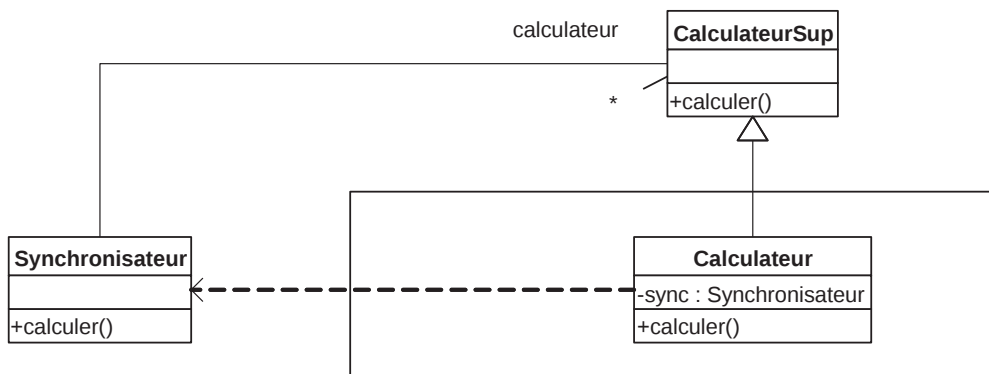 calculateur
CalculateurSup
*
+calculer()
Synchronisateur
+calculer()
Calculateur
-sync : Synchronisateur
+calculer()